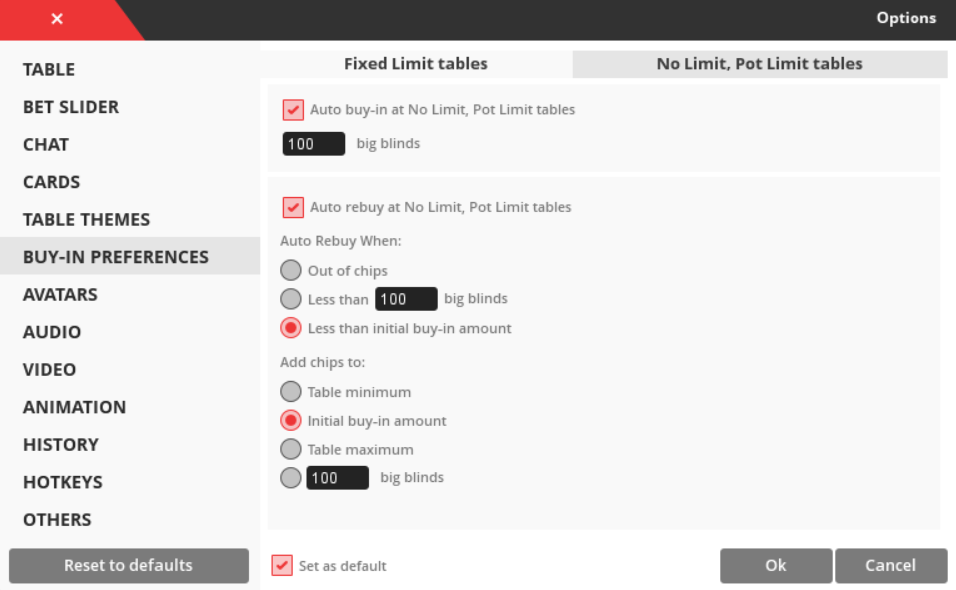 Options
TABLE
BET SLIDER
CHAT
CARDS
TABLE THEMES
BUY-IN PREFERENCES
AVATARS
AUDIO
VIDEO
ANIMATION
HISTORY
HOTKEYS
OTHERS
Reset to defaults
Fixed Limit tables
No Limit, Pot Limit tables
Auto buy-in at No Limit, Pot Limit tables
100 big blinds
Auto rebuy at No Limit, Pot Limit tables
Auto Rebuy When:
Out of chips
Less than 100 big blinds
Less than initial buy-in amount
Add chips to:
Table minimum
Initial buy-in amount
Table maximum
100 big blinds
Set as default
Ok
Cancel